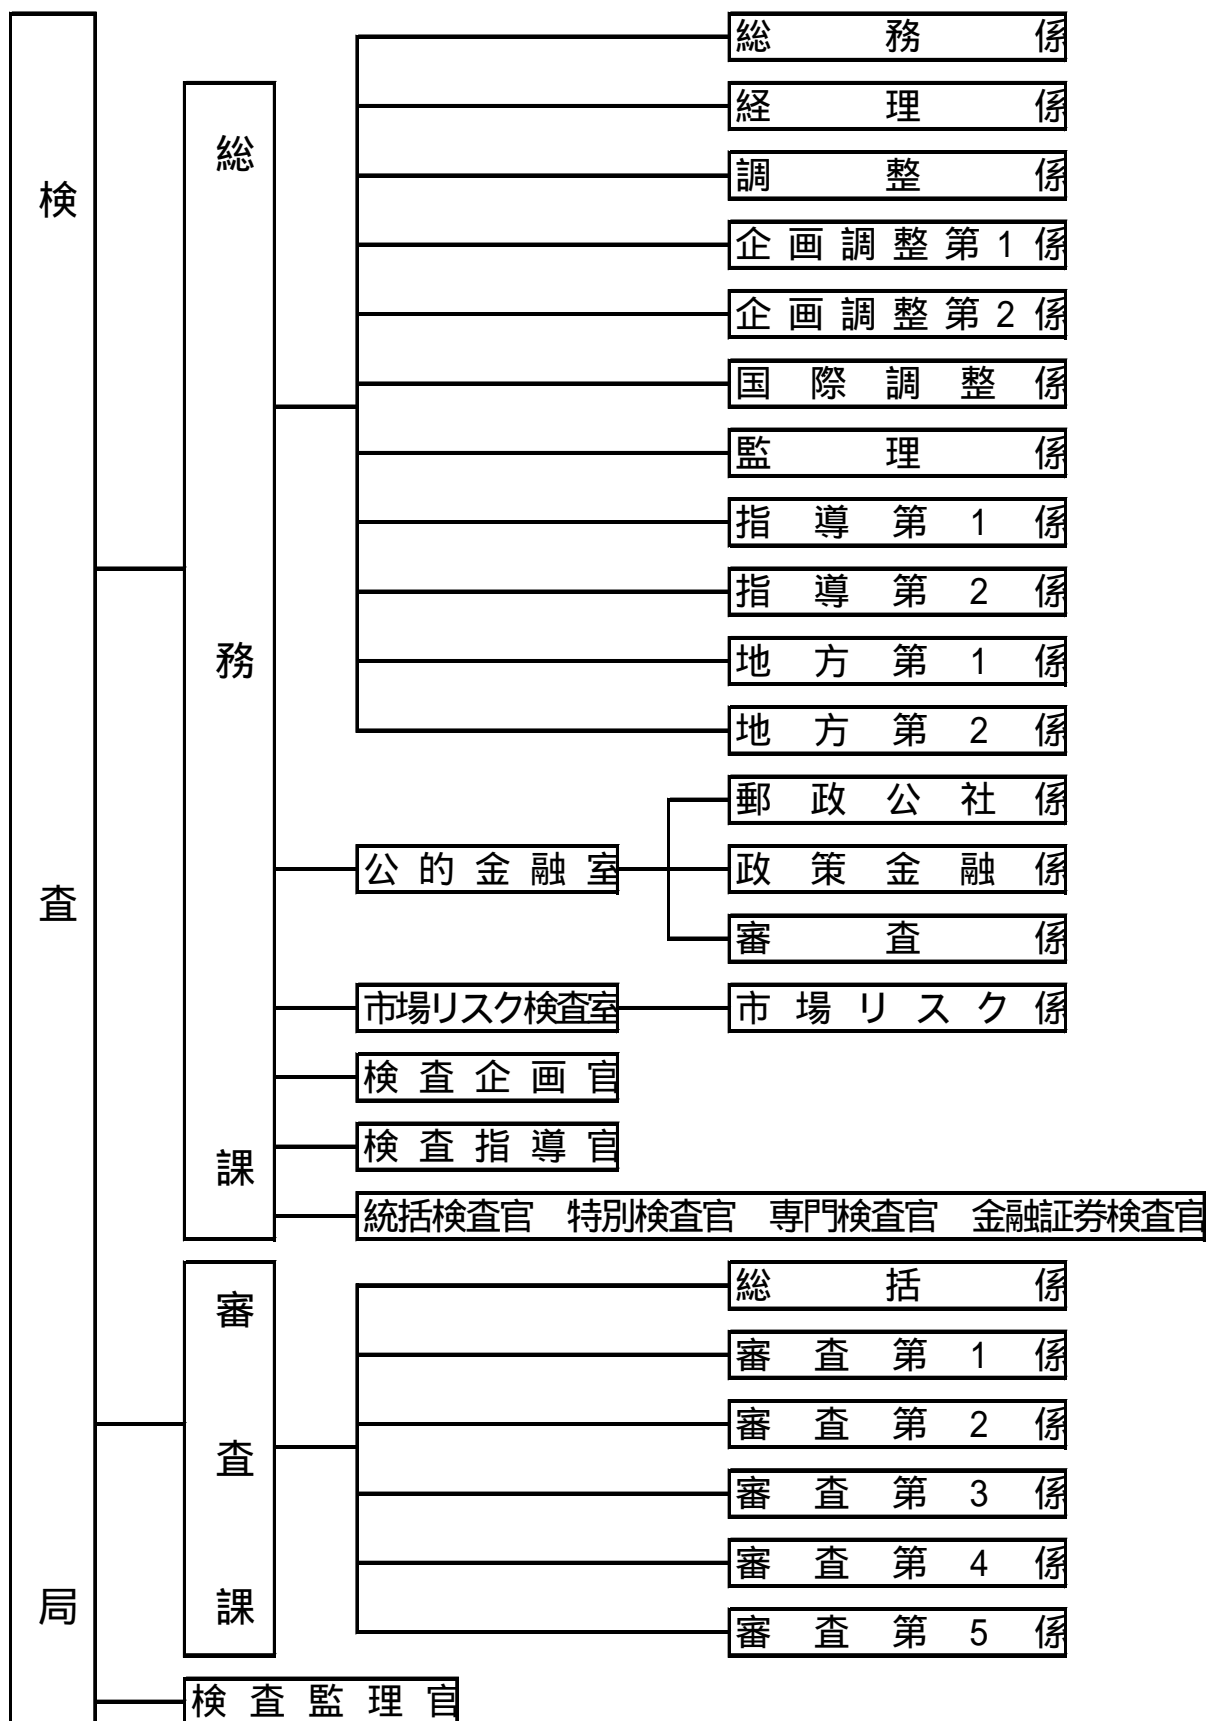 検査局
総務課
総務係
経理係
調整係
企画調整第1係
企画調整第2係
国際調整係
監理係
指導第1係
指導第2係
地方第1係
地方第2係
公的金融室
郵政公社係
政策金融係
審査係
市場リスク検査室
市場リスク係
検査企画官
検査指導官
統括検査官　特別検査官　専門検査官　金融証券検査官
審査課
総括係
審査第1係
審査第2係
審査第3係
審査第4係
審査第5係
検査監理官